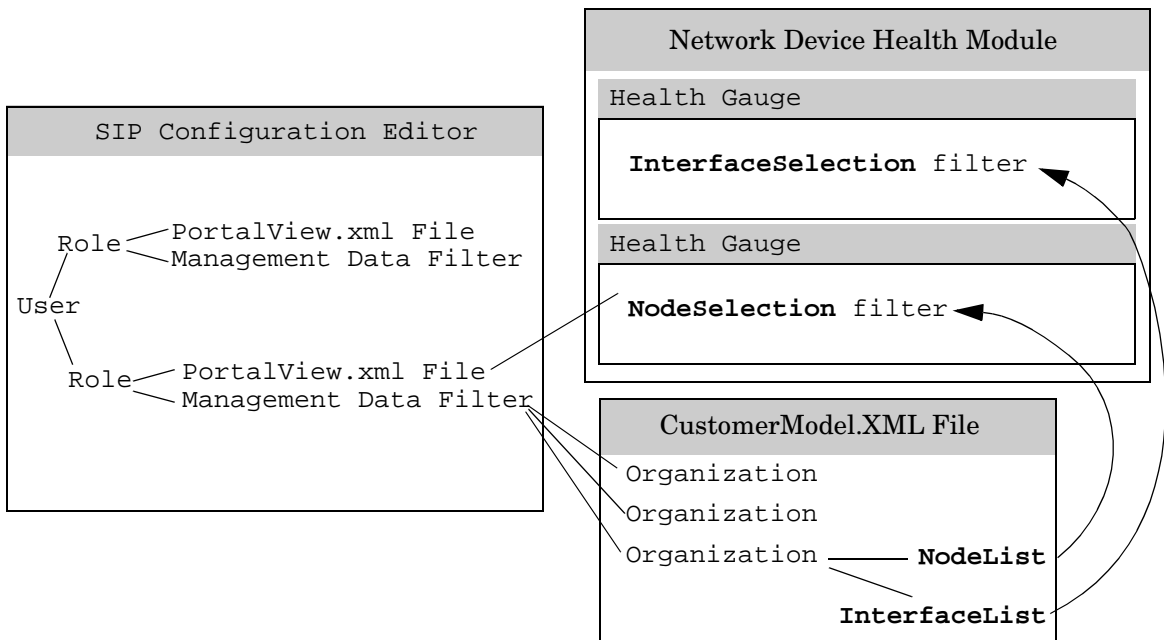 SIP Configuration Editor
Role
PortalView.xml File
Management Data Filter
User
Role
PortalView.xml File
Management Data Filter
Network Device Health Module
Health Gauge
InterfaceSelection filter
Health Gauge
NodeSelection filter
CustomerModel.XML File
Organization
Organization
Organization
NodeList
InterfaceList